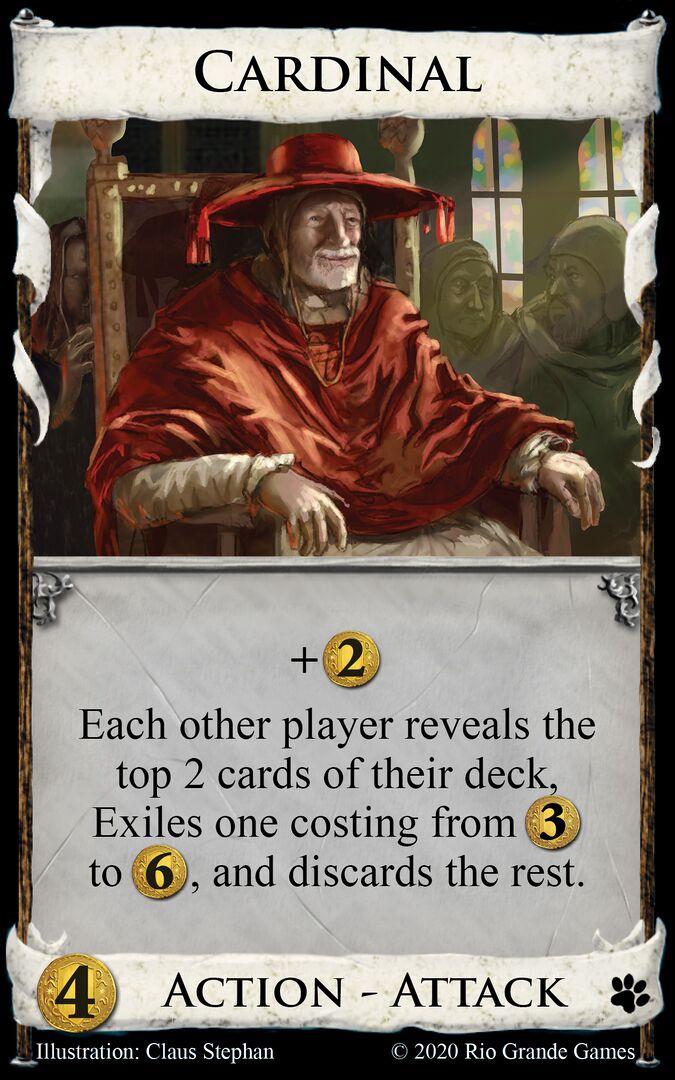 CARDINAL
+2
Each other player reveals the
top 2 cards of their deck,
Exiles one costing from 3
to 6, and discards the rest.
4 ACTION - ATTACK
Illustration: Claus Stephan © 2020 Rio Grande Games